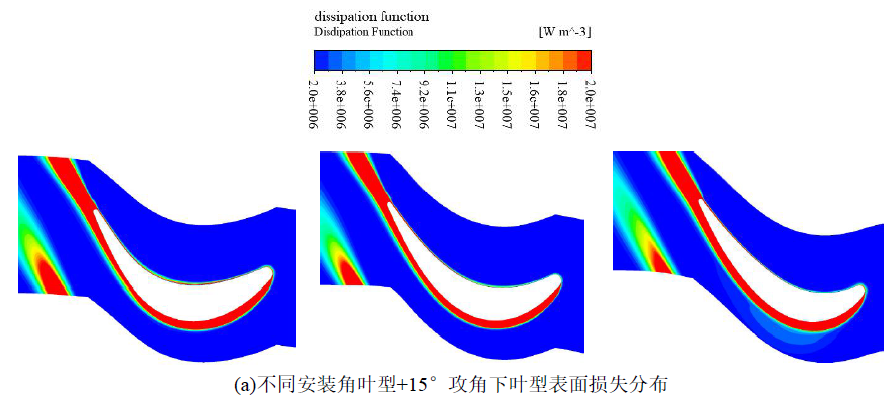 dissipation function
Disdipation Function [W m^-3]
2.0e+006 3.8e+006 5.6e+006 7.4e+006 9.2e+006 1.1e+007 1.3e+007 1.5e+007 1.6e+007 1.8e+007 2.0e+007
(a)不同安装角叶型+15°攻角下叶型表面损失分布